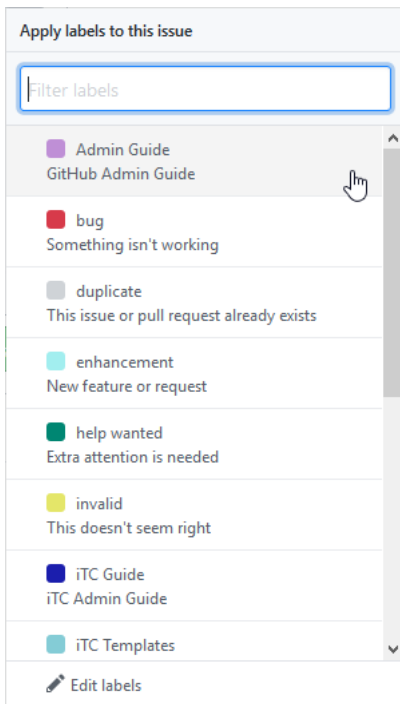 Apply labels to this issue
Filter labels
Admin Guide
GitHub Admin Guide
bug
Something isn't working
duplicate
This issue or pull request already exists
enhancement
New feature or request
help wanted
Extra attention is needed
invalid
This doesn't seem right
iTC Guide
iTC Admin Guide
iTC Templates
Edit labels